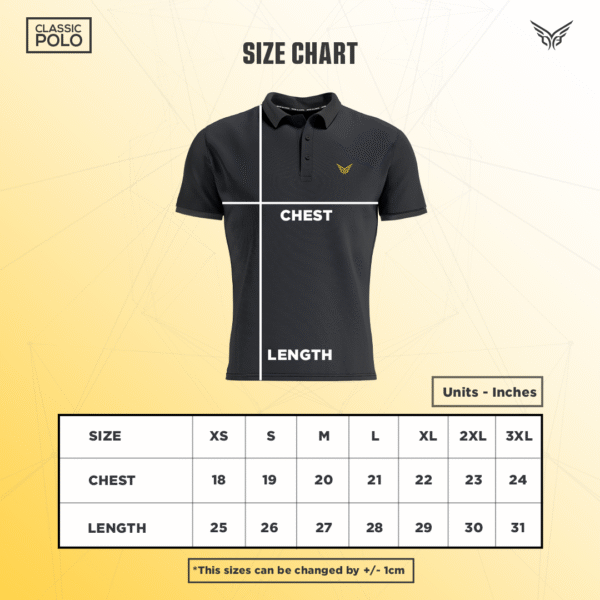 CLASSIC
POLO
SIZE CHART
CHEST
LENGTH
Units - Inches
SIZE XS S M L XL 2XL 3XL
CHEST 18 19 20 21 22 23 24
LENGTH 25 26 27 28 29 30 31
*This sizes can be changed by +/- 1cm